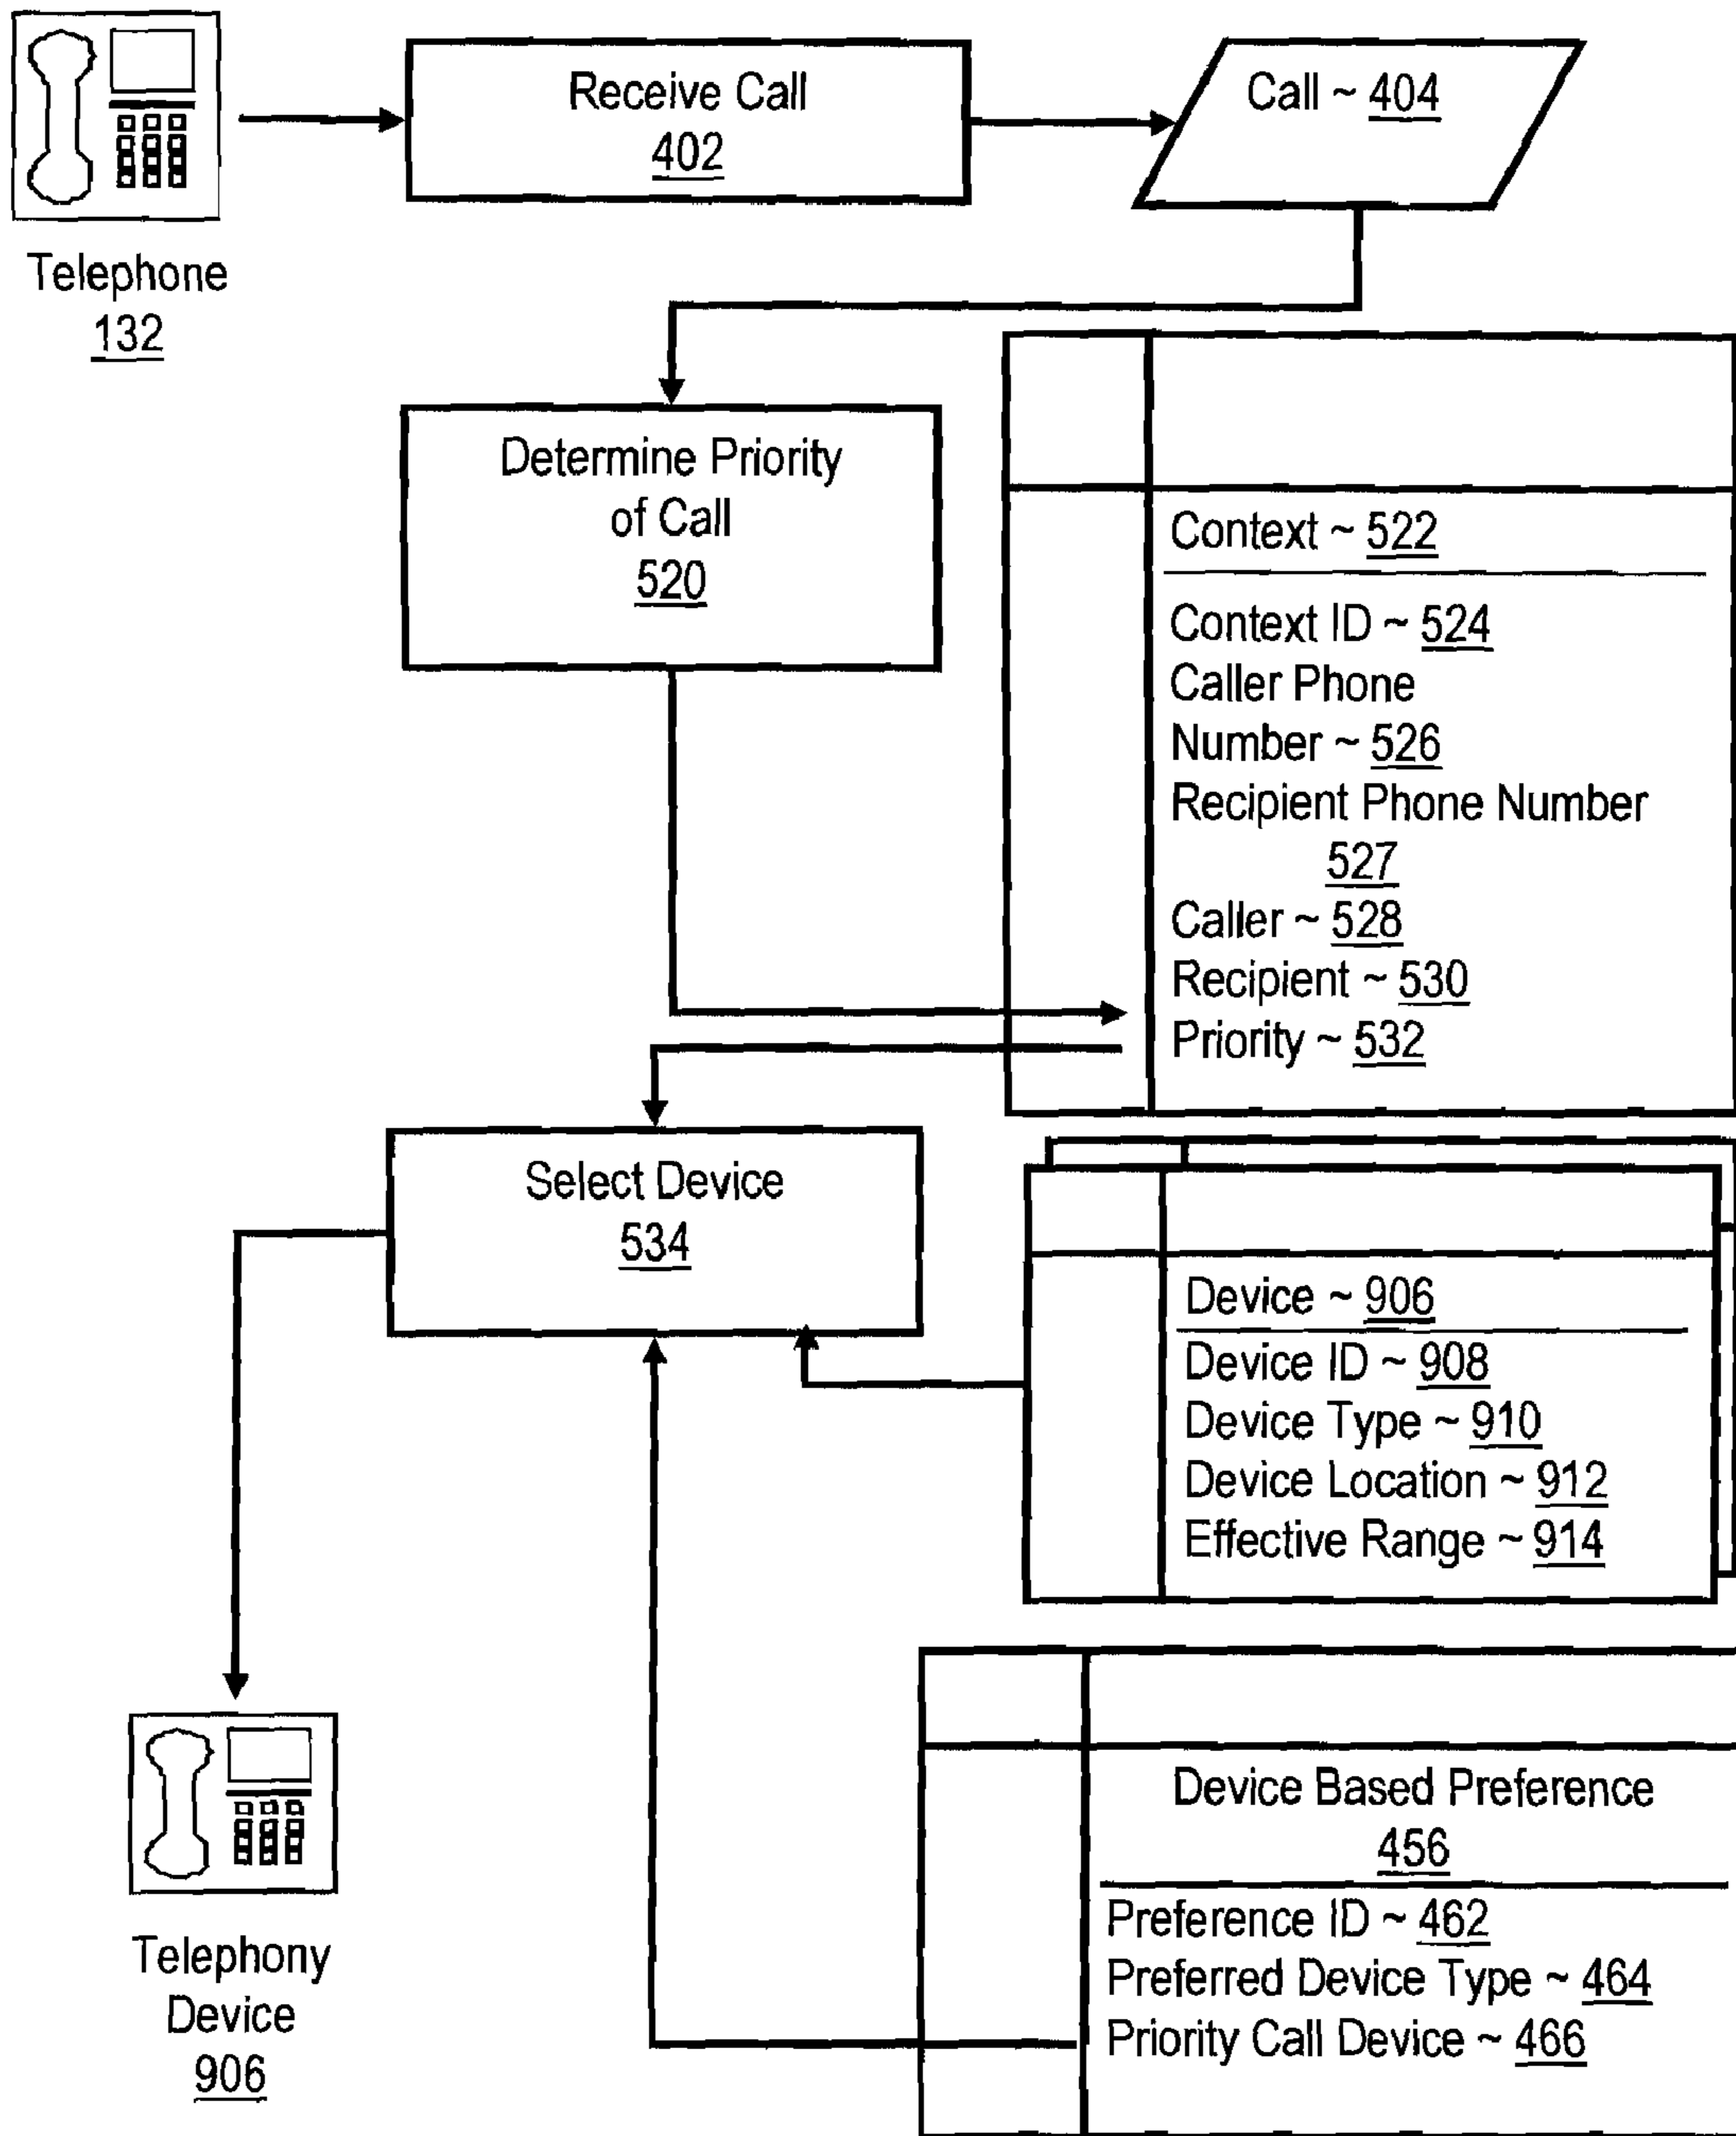 Receive Call
402
Call ~ 404
Telephone
132
Determine Priority
of Call
520
Context ~ 522
Context ID ~ 524
Caller Phone
Number ~ 526
Recipient Phone Number
527
Caller ~ 528
Recipient ~ 530
Priority ~ 532
Select Device
534
Device ~ 906
Device ID ~ 908
Device Type ~ 910
Device Location ~ 912
Effective Range ~ 914
Telephony
Device
906
Device Based Preference
456
Preference ID ~ 462
Preferred Device Type ~ 464
Priority Call Device ~ 466